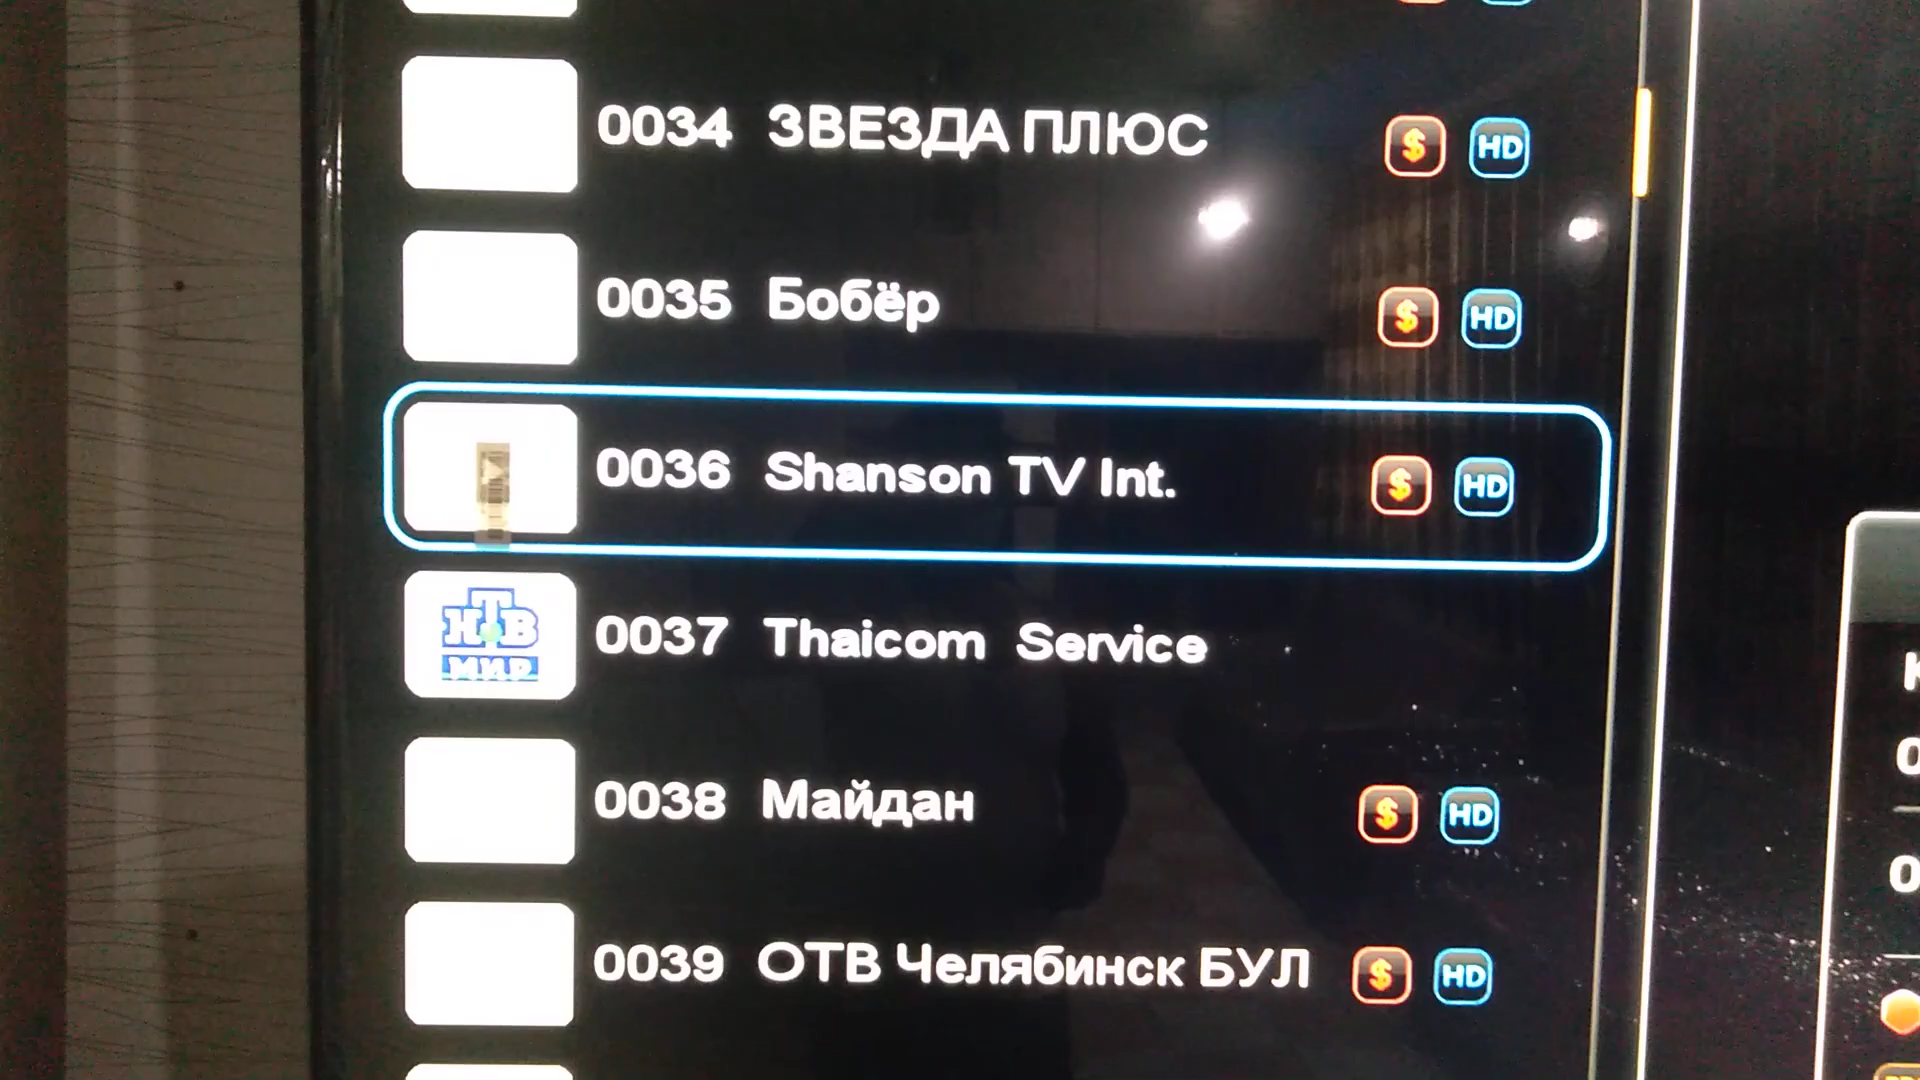 0034 ЗВЕЗДА ПЛЮС $ HD
0035 Бобёр $ HD
0036 Shanson TV Int. $ HD
НТВ
МИР
0037 Thaicom Service
0038 Майдан $ HD
0039 ОТВ Челябинск БУЛ $ HD